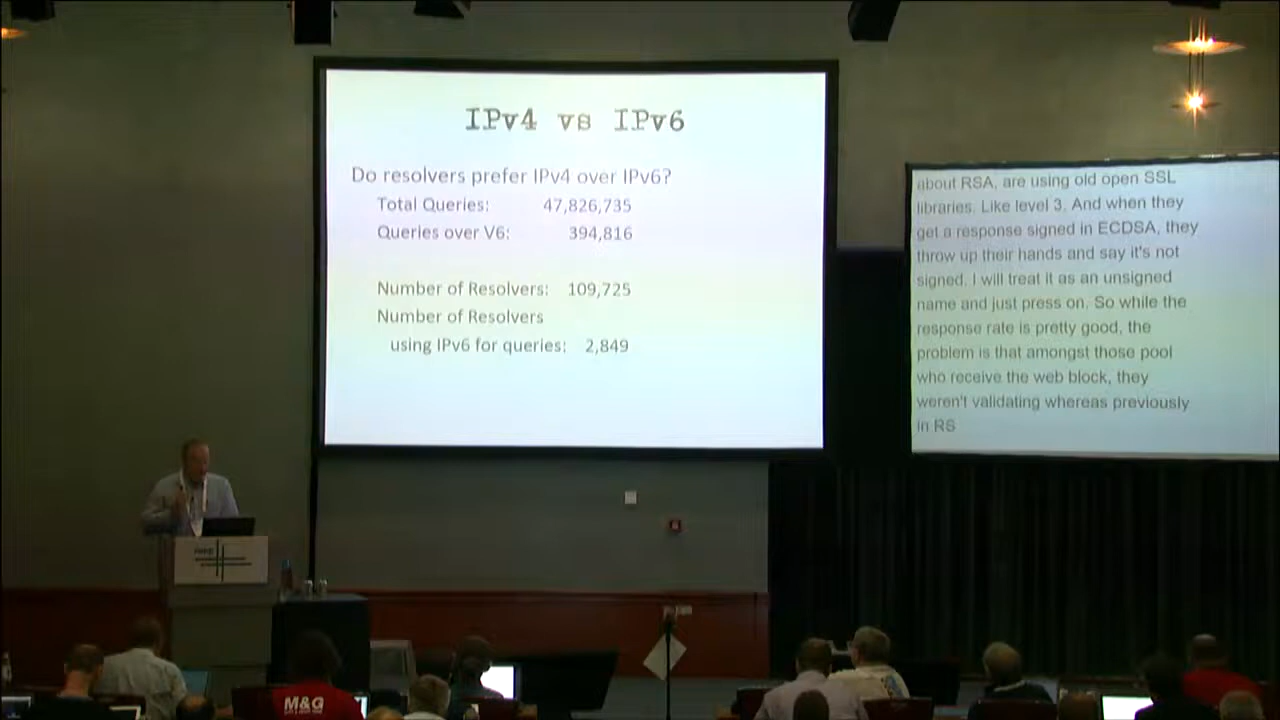 IPv4 vs IPv6
Do resolvers prefer IPv4 over IPv6?
Total Queries: 47,826,735
Queries over V6: 394,816
Number of Resolvers: 109,725
Number of Resolvers
using IPv6 for queries: 2,849
about RSA, are using old open SSL
libraries. Like level 3. And when they
get a response signed in ECDSA, they
throw up their hands and say it's not
signed. I will treat it as an unsigned
name and just press on. So while the
response rate is pretty good, the
problem is that amongst those pool
who receive the web block, they
weren't validating whereas previously
in RS
M&G